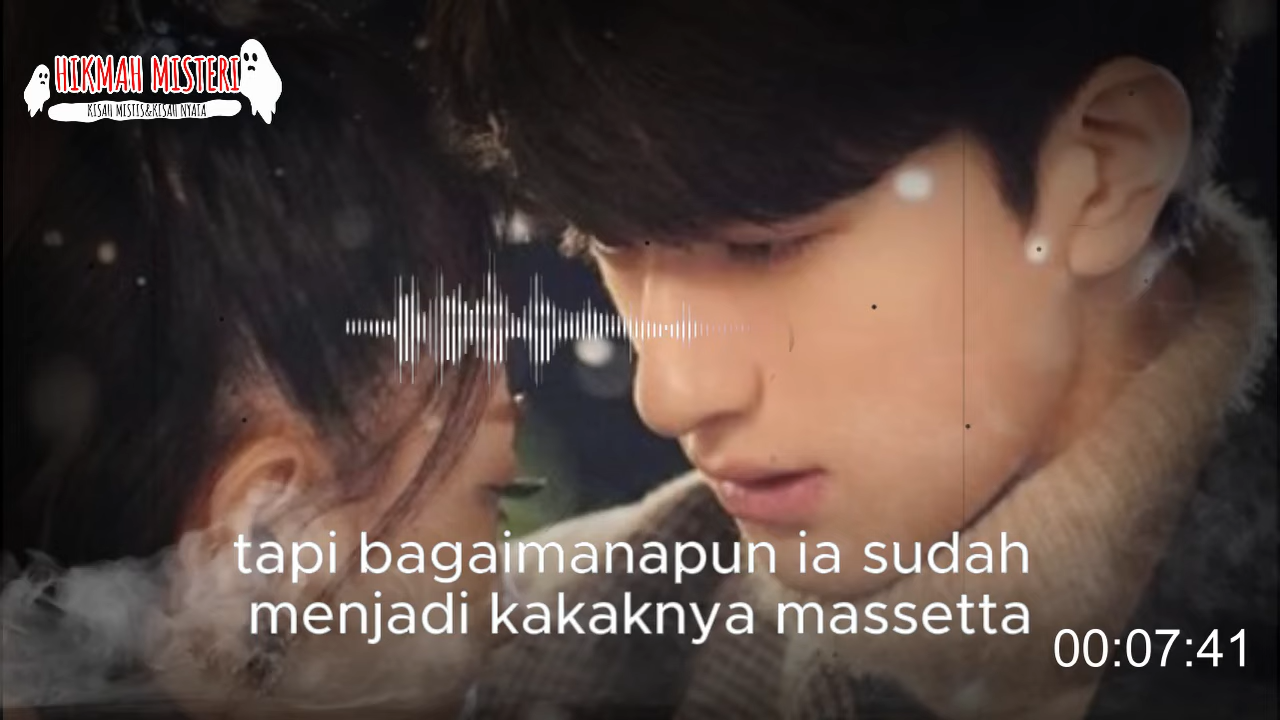 HIKMAH MISTERI
KISAH MISTIS&KISAH NYATA
tapi bagaimanapun ia sudah
menjadi kakaknya massetta
00:07:41